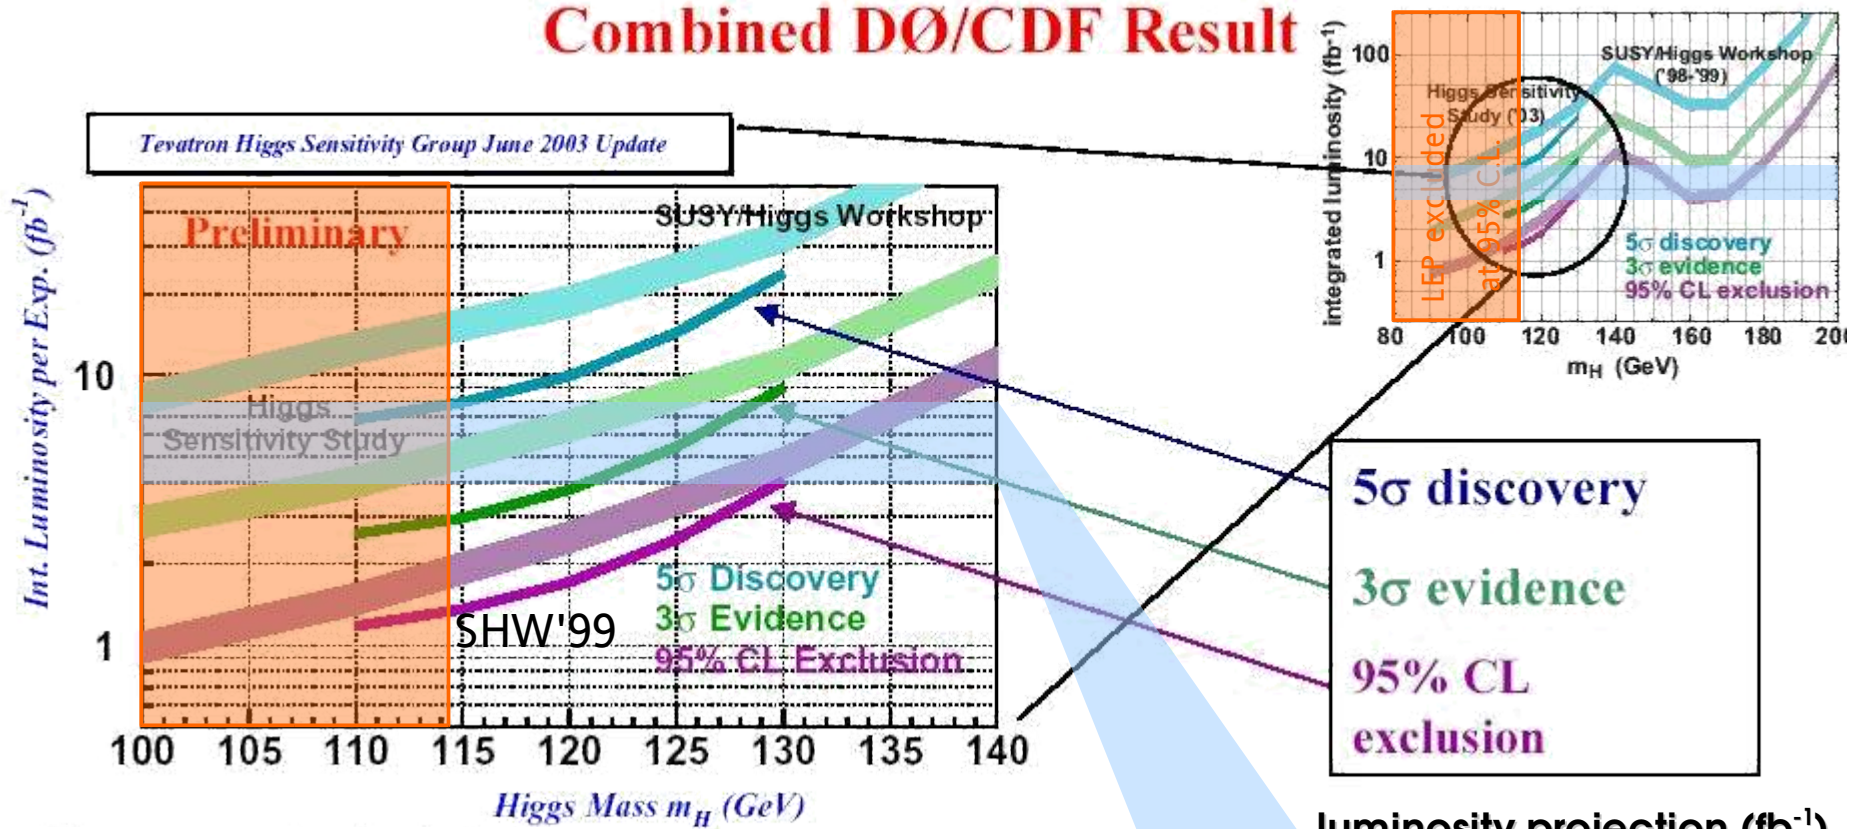 Combined DØ/CDF Result
Tevatron Higgs Sensitivity Group June 2003 Update
Int. Luminosity per Exp. (fb-1)
Preliminary
SUSY/Higgs Workshop
10
Higgs
Sensitivity Study
1
SHW'99
5σ Discovery
3σ Evidence
95% CL Exclusion
100 105 110 115 120 125 130 135 140
Higgs Mass mH (GeV)
integrated luminosity (fb-1)
100
10
1
SUSY/Higgs Workshop
('98-'99)
Higgs Sensitivity
Study ('03)
LEP excluded
at 95% C.L.
5σ discovery
3σ evidence
95% CL exclusion
80 100 120 140 160 180 200
mH (GeV)
5σ discovery
3σ evidence
95% CL
exclusion
luminosity projection (fb-1)